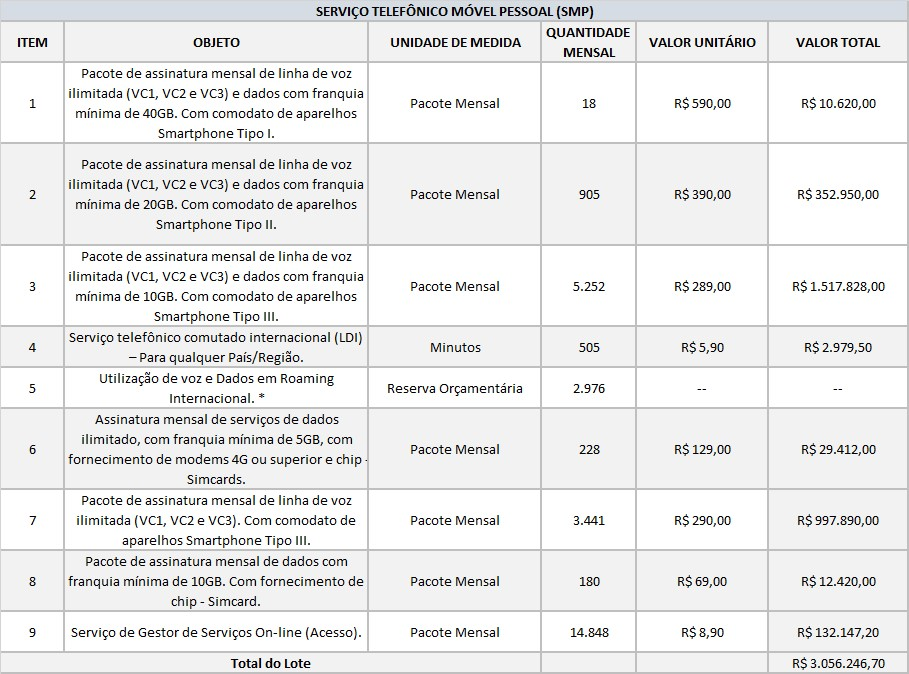 SERVIÇO TELEFÔNICO MÓVEL PESSOAL (SMP)
ITEM OBJETO UNIDADE DE MEDIDA QUANTIDADE MENSAL VALOR UNITÁRIO VALOR TOTAL
Pacote de assinatura mensal de linha de voz
ilimitada (VC1, VC2 e VC3) e dados com franquia
1 mínima de 40GB. Com comodato de aparelhos Pacote Mensal 18 R$ 590,00 R$ 10.620,00
Smartphone Tipo I.
Pacote de assinatura mensal de linha de voz
ilimitada (VC1, VC2 e VC3) e dados com franquia
2 mínima de 20GB. Com comodato de aparelhos Pacote Mensal 905 R$ 390,00 R$ 352.950,00
Smartphone Tipo II.
Pacote de assinatura mensal de linha de voz
ilimitada (VC1, VC2 e VC3) e dados com franquia
3 mínima de 10GB. Com comodato de aparelhos Pacote Mensal 5.252 R$ 289,00 R$ 1.517.828,00
Smartphone Tipo III.
Serviço telefônico comutado internacional (LDI)
4 – Para qualquer País/Região. Minutos 505 R$ 5,90 R$ 2.979,50
Utilização de voz e Dados em Roaming
5 Internacional. * Reserva Orçamentária 2.976 -- --
Assinatura mensal de serviços de dados
ilimitado, com franquia mínima de 5GB, com
6 fornecimento de modems 4G ou superior e chip - Pacote Mensal 228 R$ 129,00 R$ 29.412,00
Simcards.
Pacote de assinatura mensal de linha de voz
7 ilimitada (VC1, VC2 e VC3). Com comodato de Pacote Mensal 3.441 R$ 290,00 R$ 997.890,00
aparelhos Smartphone Tipo III.
Pacote de assinatura mensal de dados com
8 franquia mínima de 10GB. Com fornecimento de Pacote Mensal 180 R$ 69,00 R$ 12.420,00
chip - Simcard.
9 Serviço de Gestor de Serviços On-line (Acesso). Pacote Mensal 14.848 R$ 8,90 R$ 132.147,20
Total do Lote R$ 3.056.246,70